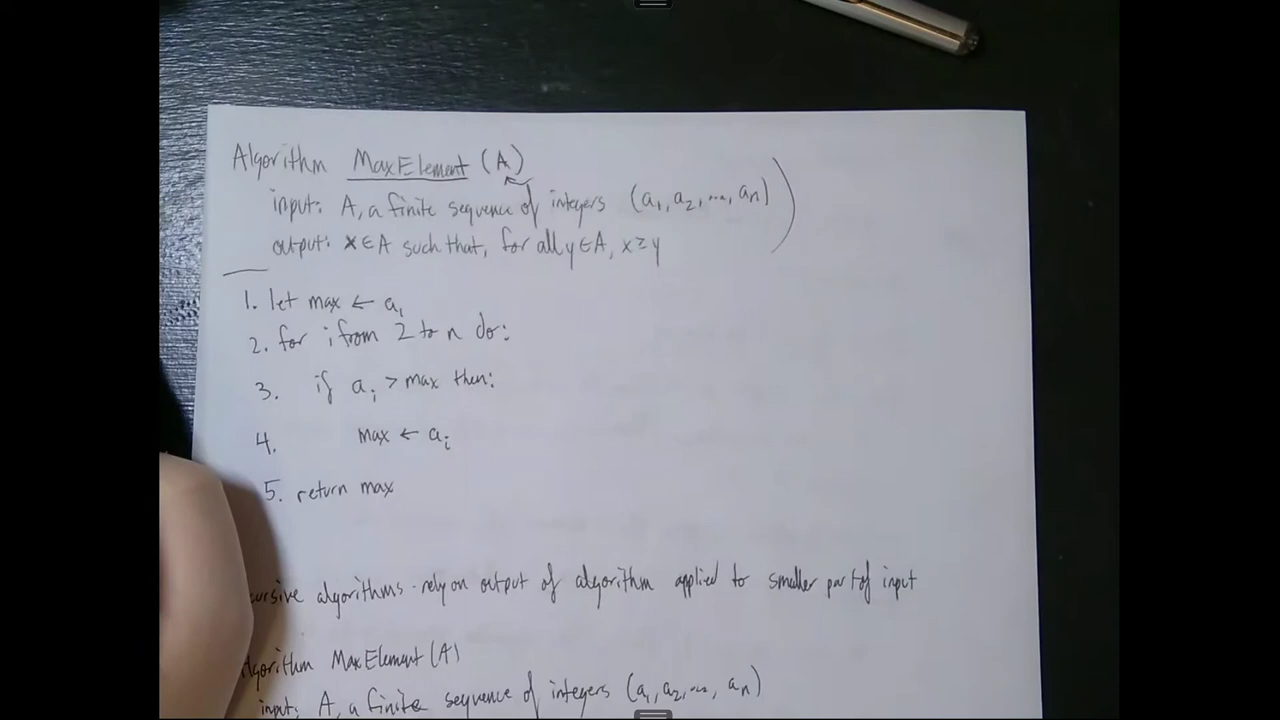 Algorithm MaxElement (A)
input: A, a finite sequence of integers (a₁, a₂, ..., aₙ)
output: x ∈ A such that, for all y ∈ A, x ≥ y
1. let max ← a₁
2. for i from 2 to n do:
3. if aᵢ > max then:
4. max ← aᵢ
5. return max
algorithms - rely on output of algorithm applied to smaller part of input
MaxElement (A)
input: A, a finite sequence of integers (a₁, a₂, ..., aₙ)